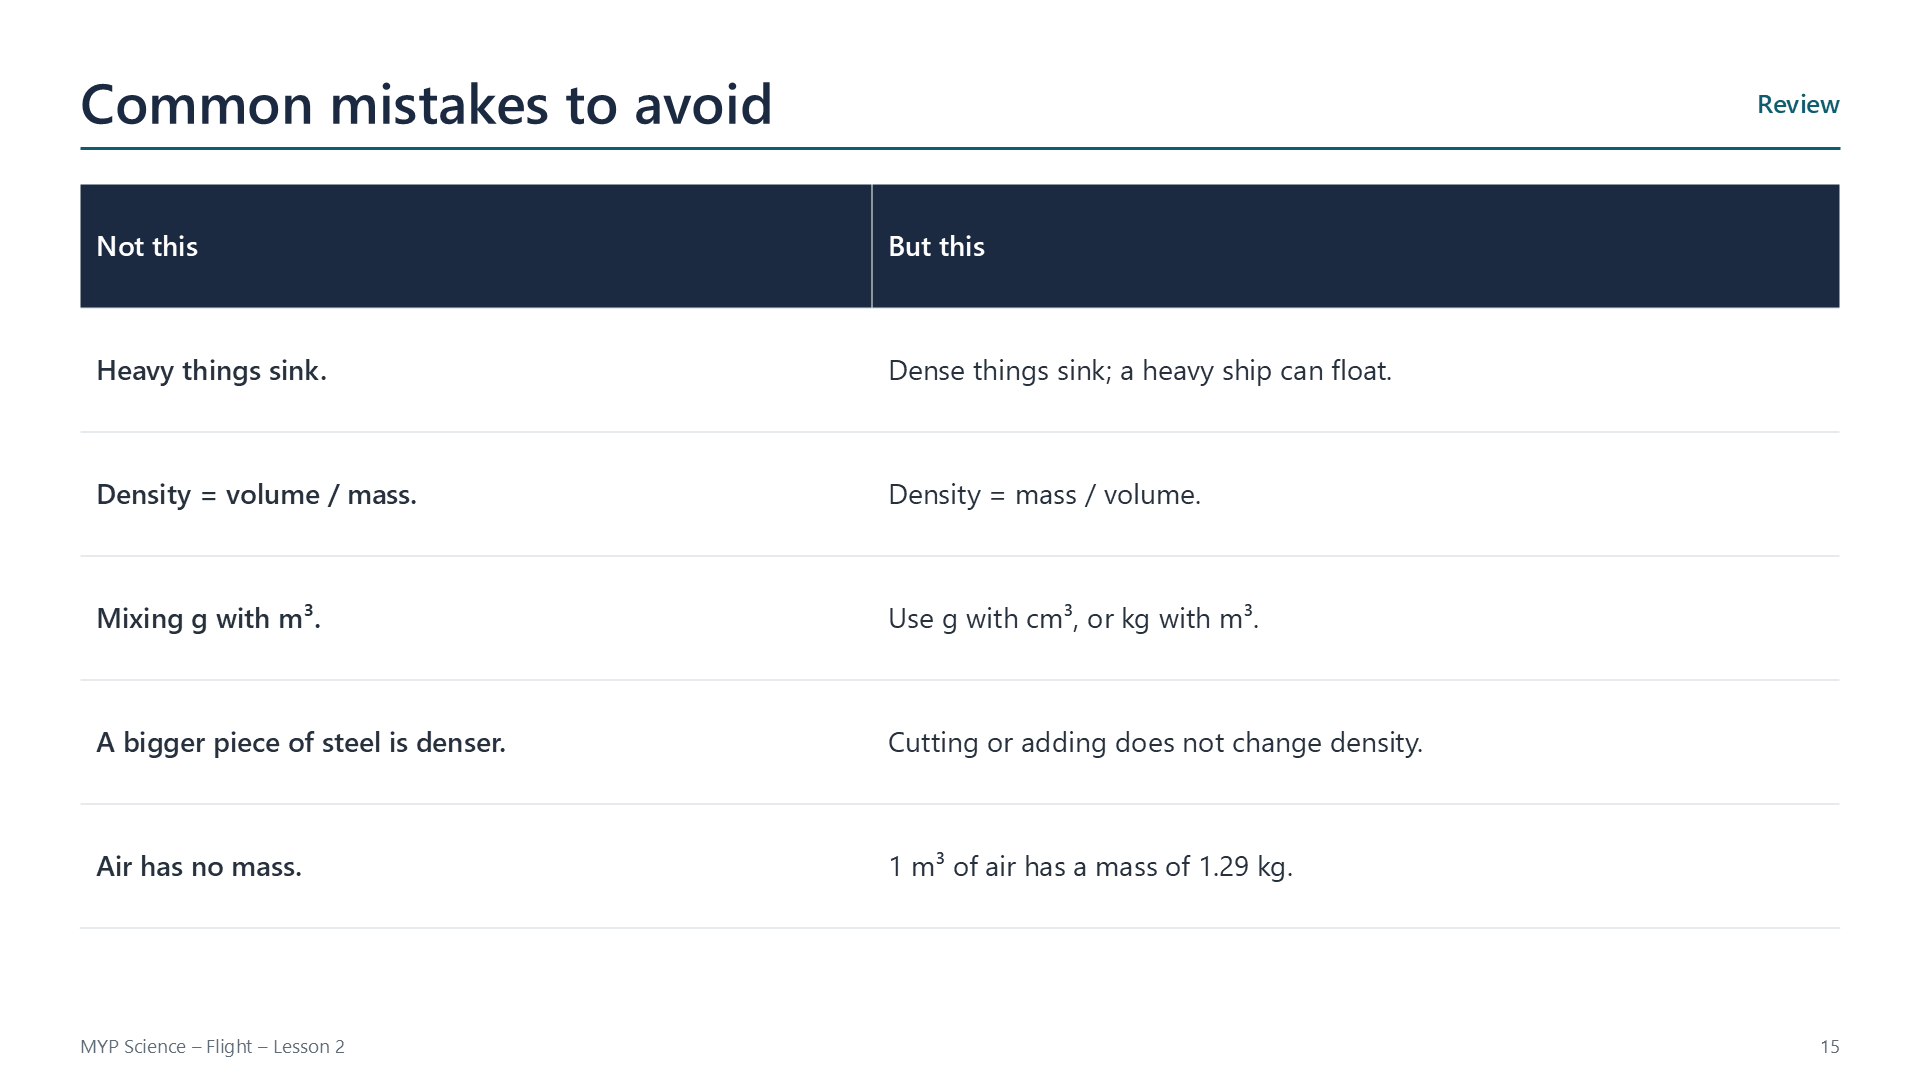 Common mistakes to avoid
Review
Not this
But this
Heavy things sink.
Dense things sink; a heavy ship can float.
Density = volume / mass.
Density = mass / volume.
Mixing g with m³.
Use g with cm³, or kg with m³.
A bigger piece of steel is denser.
Cutting or adding does not change density.
Air has no mass.
1 m³ of air has a mass of 1.29 kg.
MYP Science – Flight – Lesson 2
15